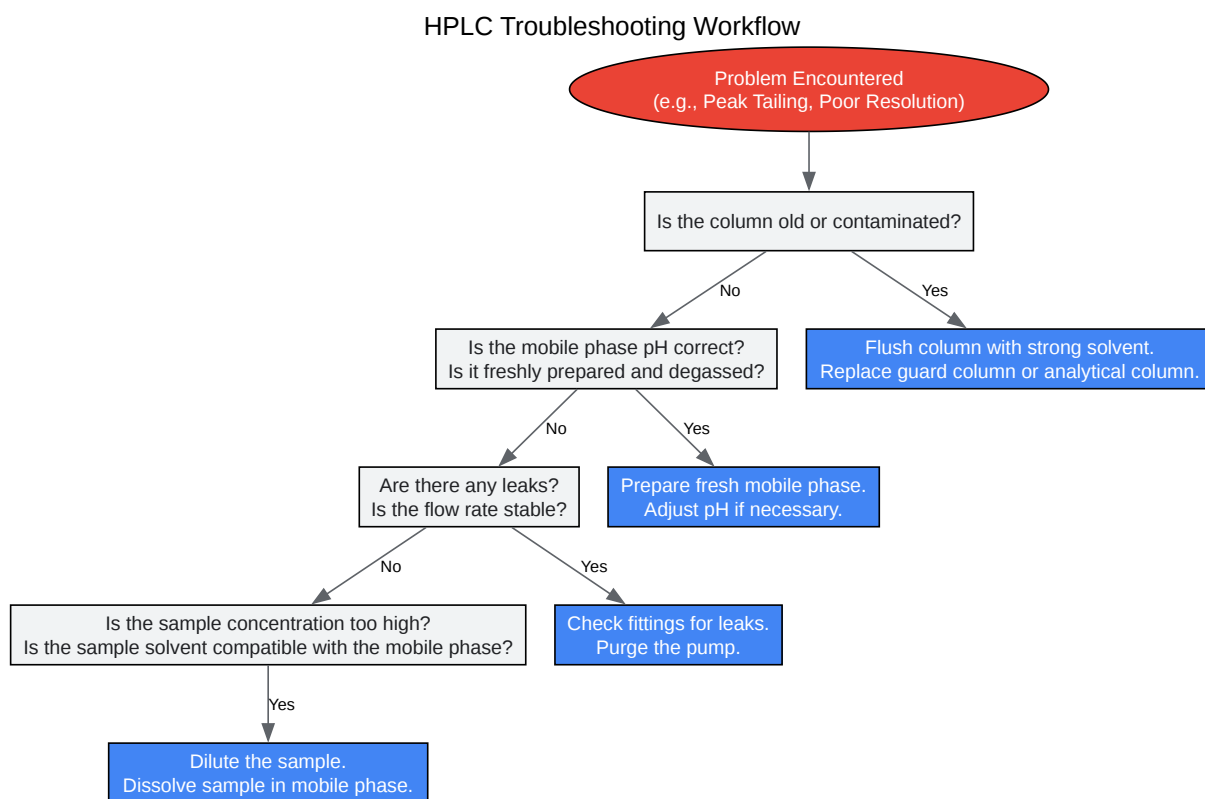 HPLC Troubleshooting Workflow
Problem Encountered
(e.g., Peak Tailing, Poor Resolution)
Is the column old or contaminated?
No
Yes
Is the mobile phase pH correct?
Is it freshly prepared and degassed?
Flush column with strong solvent.
Replace guard column or analytical column.
No
Yes
Are there any leaks?
Is the flow rate stable?
Prepare fresh mobile phase.
Adjust pH if necessary.
No
Yes
Is the sample concentration too high?
Is the sample solvent compatible with the mobile phase?
Check fittings for leaks.
Purge the pump.
Yes
Dilute the sample.
Dissolve sample in mobile phase.